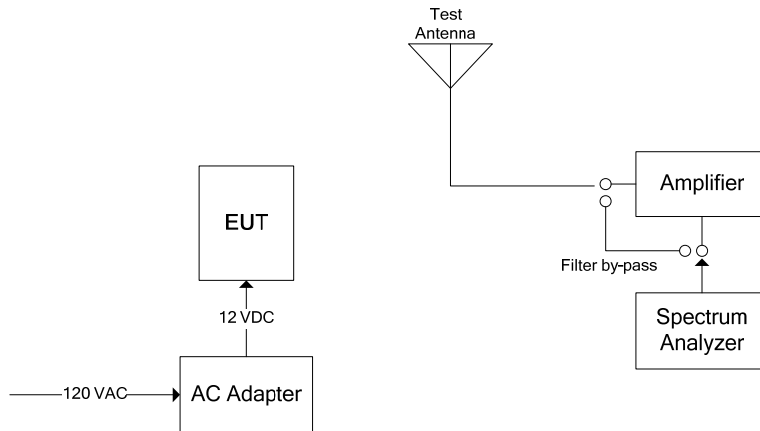 Test
Antenna
Amplifier
EUT
Filter by-pass
12 VDC
Spectrum
Analyzer
120 VAC
AC Adapter